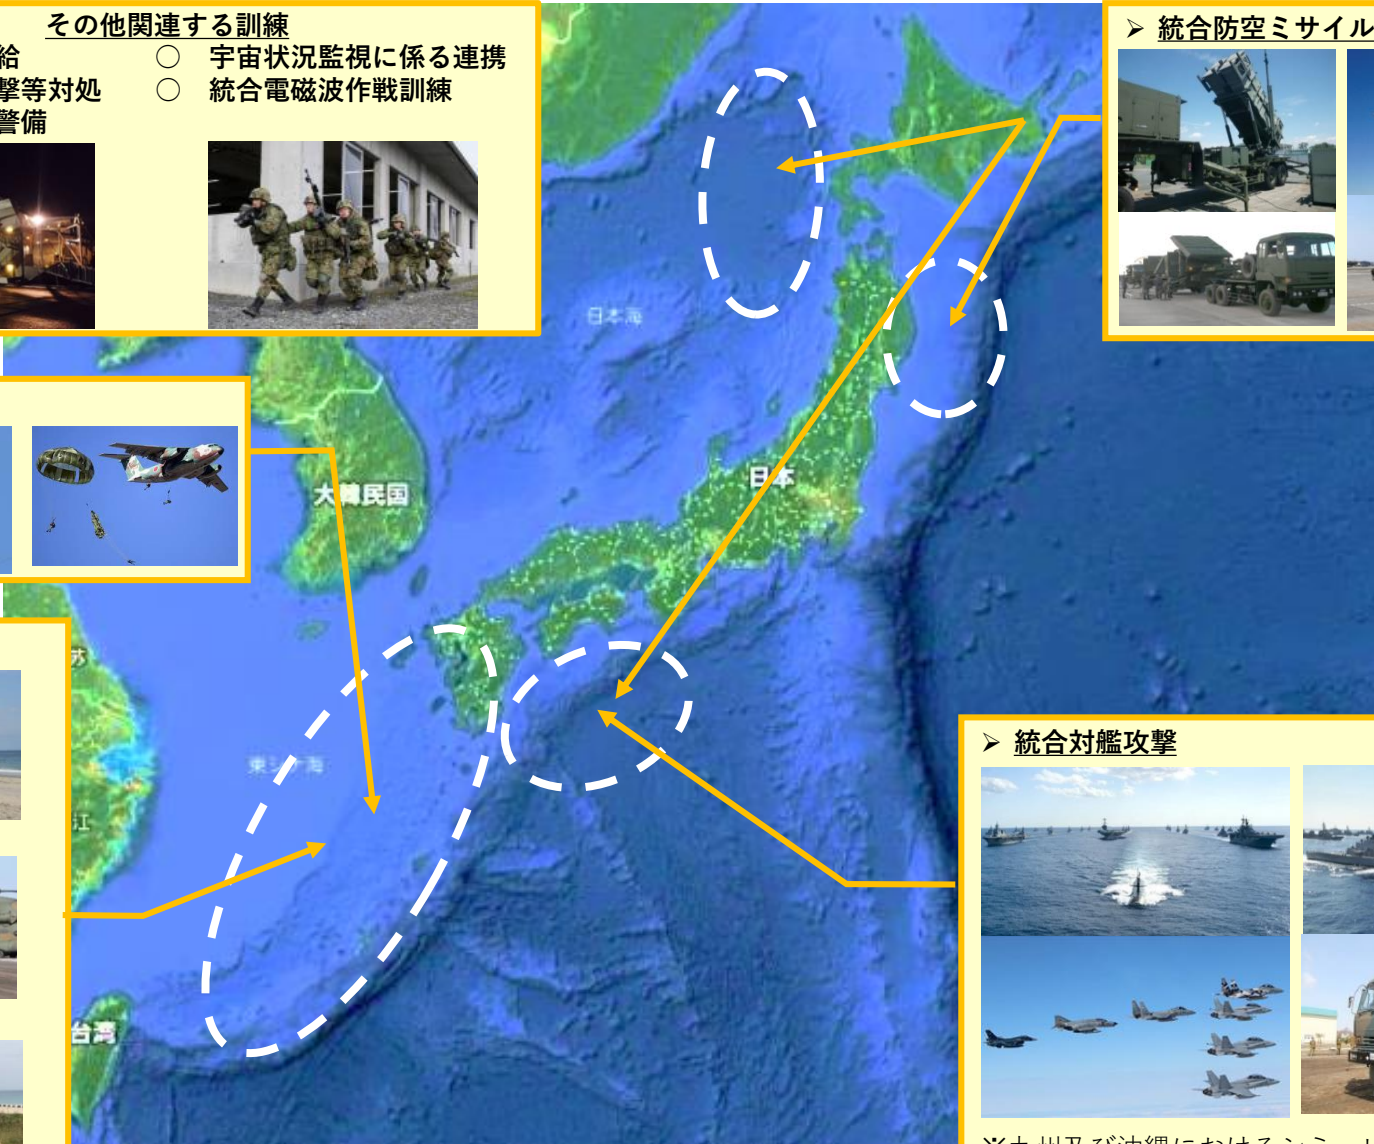 その他関連する訓練
給
○ 宇宙状況監視に係る連携
撃等対処
○ 統合電磁波作戦訓練
警備
➢ 統合防空ミサイル
日本海
大韓民国
日本
苏
東シナ海
江
台湾
➢ 統合対艦攻撃